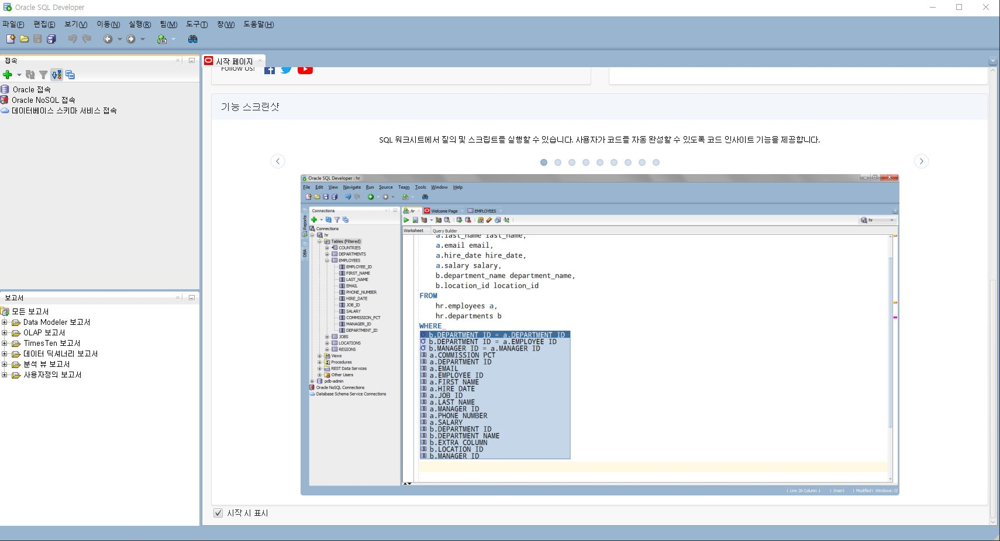 Oracle SQL Developer
파일(F) 편집(E) 보기(V) 이동(N) 실행(R) 팀(M) 도구(T) 창(W) 도움말(H)
접속
Oracle 접속
Oracle NoSQL 접속
데이터베이스 스키마 서비스 접속
보고서
모든 보고서
Data Modeler 보고서
OLAP 보고서
TimesTen 보고서
데이터 딕셔너리 보고서
분석 뷰 보고서
사용자정의 보고서
시작 페이지
Follow Us!
기능 스크린샷
SQL 워크시트에서 질의 및 스크립트를 실행할 수 있습니다. 사용자가 코드를 자동 완성할 수 있도록 코드 인사이트 기능을 제공합니다.
Oracle SQL Developer : hr
File Edit View Navigate Run Source Team Tools Window Help
Reports
DBA
Connections
Connections
hr
Tables (Filtered)
COUNTRIES
DEPARTMENTS
EMPLOYEES
EMPLOYEE_ID
FIRST_NAME
LAST_NAME
EMAIL
PHONE_NUMBER
HIRE_DATE
JOB_ID
SALARY
COMMISSION_PCT
MANAGER_ID
DEPARTMENT_ID
JOBS
LOCATIONS
REGIONS
Views
Procedures
REST Data Services
Other Users
pdb-admin
Oracle NoSQL Connections
Database Schema Service Connections
hr Welcome Page EMPLOYEES
hr
Worksheet Query Builder
a.last_name last_name,
a.email email,
a.hire_date hire_date,
a.salary salary,
b.department_name department_name,
b.location_id location_id
FROM
hr.employees a,
hr.departments b
WHERE
b.DEPARTMENT_ID = a.DEPARTMENT_ID
b.DEPARTMENT_ID = a.EMPLOYEE_ID
b.MANAGER_ID = a.MANAGER_ID
a.COMMISSION_PCT
a.DEPARTMENT_ID
a.EMAIL
a.EMPLOYEE_ID
a.FIRST_NAME
a.HIRE_DATE
a.JOB_ID
a.LAST_NAME
a.MANAGER_ID
a.PHONE_NUMBER
a.SALARY
b.DEPARTMENT_ID
b.DEPARTMENT_NAME
b.EXTRA_COLUMN
b.LOCATION_ID
b.MANAGER_ID
Line 26 Column 1 | Insert | Modified | Windows: Cl
시작 시 표시